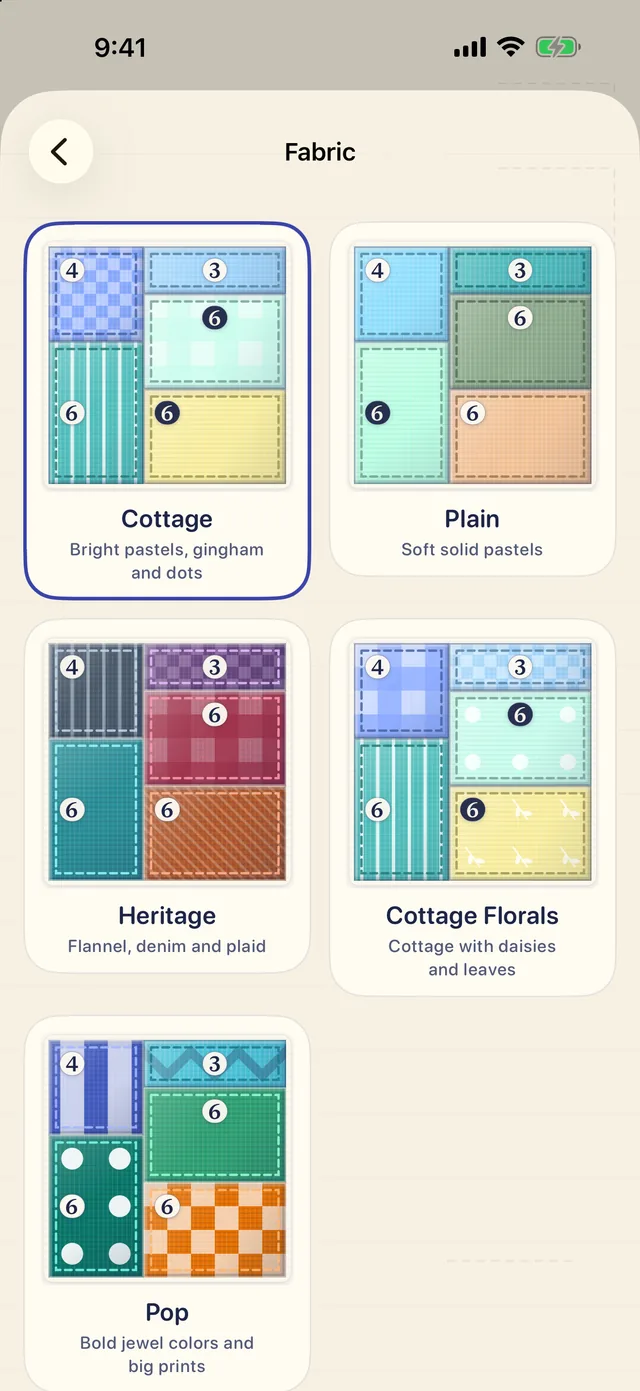 9:41
Fabric
4
3
6
6
6
Cottage
Bright pastels, gingham
and dots
4
3
6
6
6
Plain
Soft solid pastels
4
3
6
6
6
Heritage
Flannel, denim and plaid
4
3
6
6
6
Cottage Florals
Cottage with daisies
and leaves
4
3
6
6
6
Pop
Bold jewel colors and
big prints